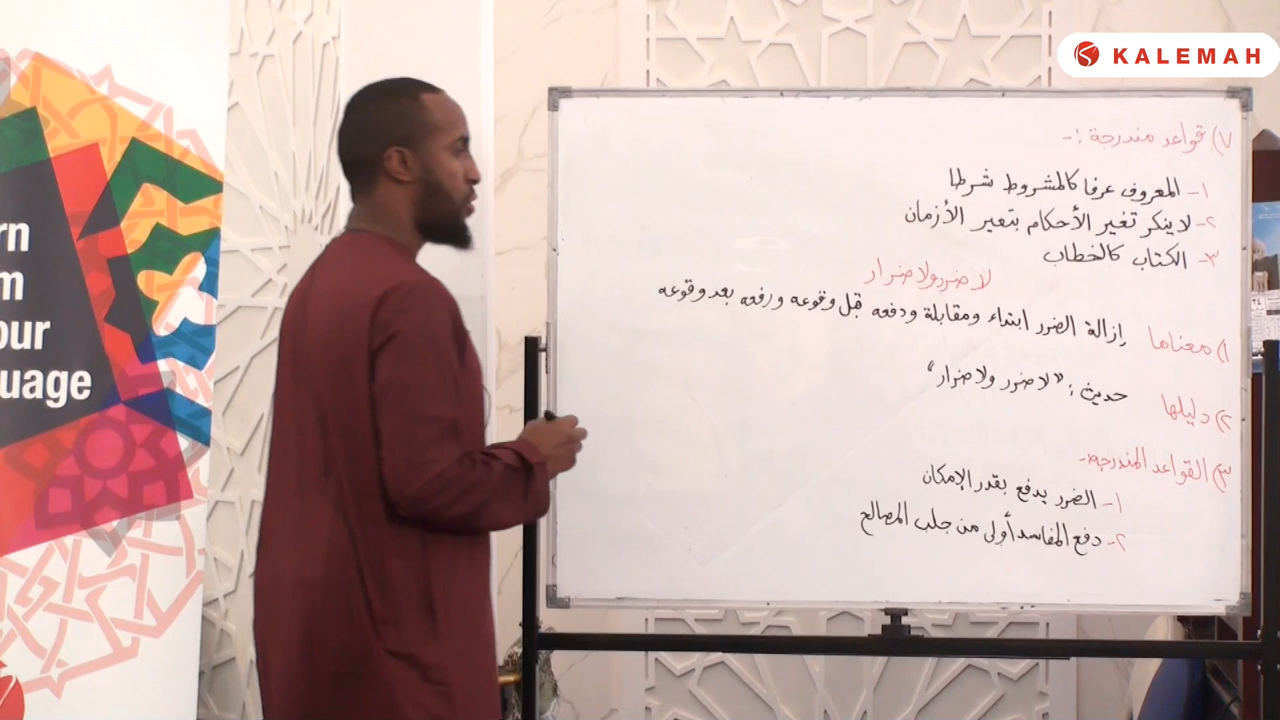 KALEMAH
rn
m
our
uage
٧) قواعد مندرجة :-
١- المعروف عرفا كالمشروط شرطا
٢- لا ينكر تغير الأحكام بتغير الأزمان
٣- الكتاب كالخطاب
لا ضرر ولا ضرار
١) معناها إزالة الضرر ابتداء ومقابلة ودفعه قبل وقوعه ورفعه بعد وقوعه
٢) دليلها حديث : "لا ضرر ولا ضرار"
٣) القواعد المندرجة:-
١- الضرر يدفع بقدر الإمكان
٢- دفع المفاسد أولى من جلب المصالح